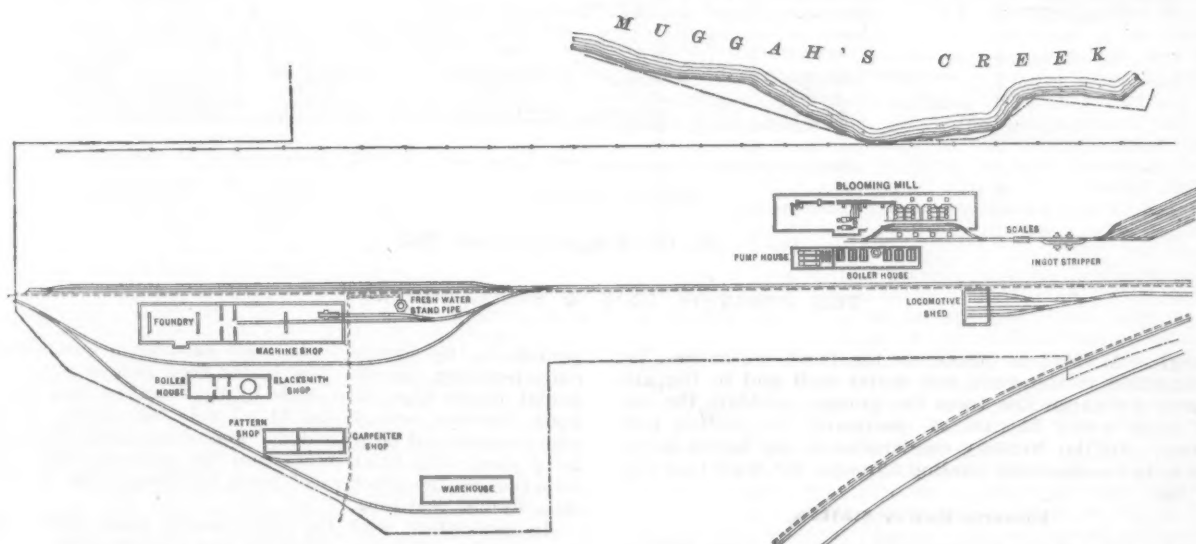 MUGGAH'S CREEK
BLOOMING MILL
SCALES
PUMP HOUSE
INGOT STRIPPER
BOILER HOUSE
FRESH WATER
STAND PIPE
LOCOMOTIVE
SHED
FOUNDRY
MACHINE SHOP
BOILER
HOUSE
BLACKSMITH
SHOP
PATTERN
SHOP
CARPENTER
SHOP
WAREHOUSE